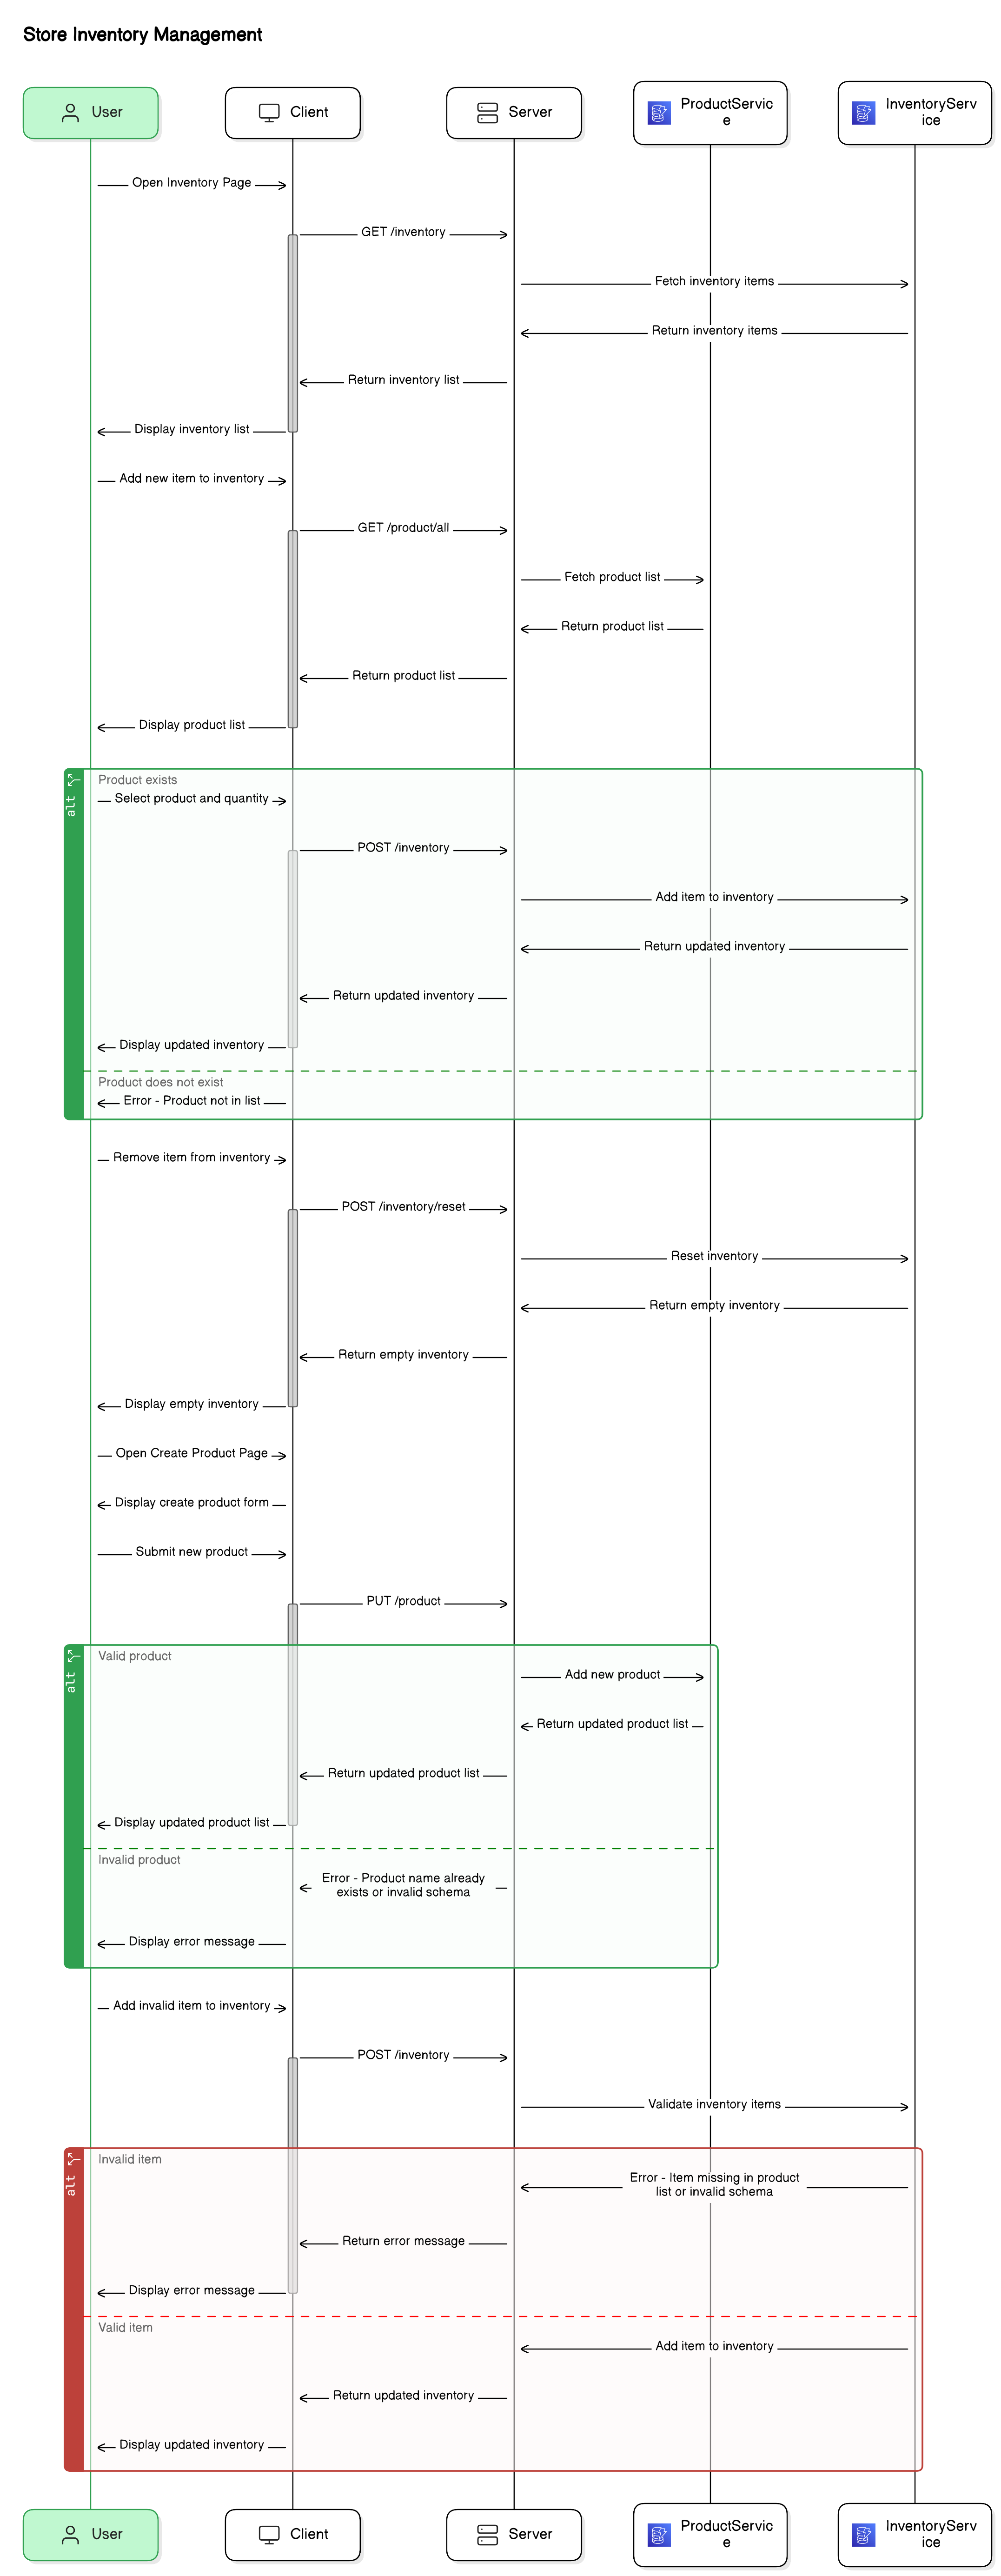 Store Inventory Management
User
Client
Server
ProductServic
e
InventoryServ
ice
Open Inventory Page
GET /inventory
Fetch inventory items
Return inventory items
Return inventory list
Display inventory list
Add new item to inventory
GET /product/all
Fetch product list
Return product list
Return product list
Display product list
alt
Product exists
Select product and quantity
POST /inventory
Add item to inventory
Return updated inventory
Return updated inventory
Display updated inventory
Product does not exist
Error - Product not in list
Remove item from inventory
POST /inventory/reset
Reset inventory
Return empty inventory
Return empty inventory
Display empty inventory
Open Create Product Page
Display create product form
Submit new product
PUT /product
alt
Valid product
Add new product
Return updated product list
Return updated product list
Display updated product list
Invalid product
Error - Product name already
exists or invalid schema
Display error message
Add invalid item to inventory
POST /inventory
Validate inventory items
alt
Invalid item
Error - Item missing in product
list or invalid schema
Return error message
Display error message
Valid item
Add item to inventory
Return updated inventory
Display updated inventory
User
Client
Server
ProductServic
e
InventoryServ
ice